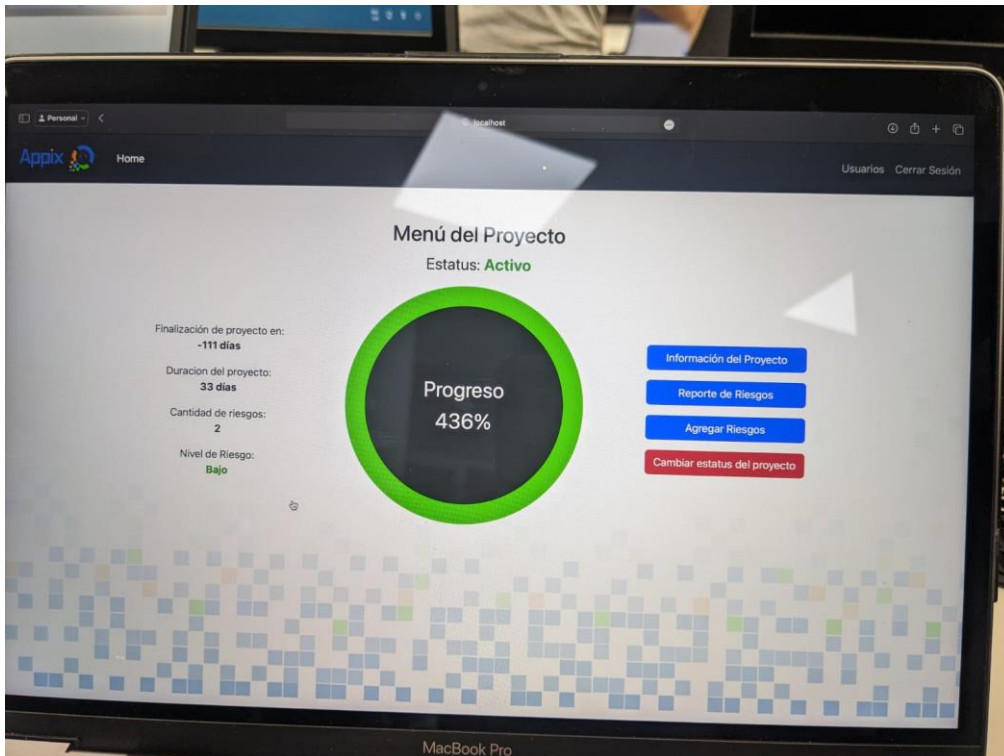 Personal
localhost
Appix
Home
Usuarios Cerrar Sesión
Menú del Proyecto
Estatus: Activo
Finalización de proyecto en:
-111 días
Duracion del proyecto:
33 días
Cantidad de riesgos:
2
Nivel de Riesgo:
Bajo
Progreso
436%
Información del Proyecto
Reporte de Riesgos
Agregar Riesgos
Cambiar estatus del proyecto
MacBook Pro